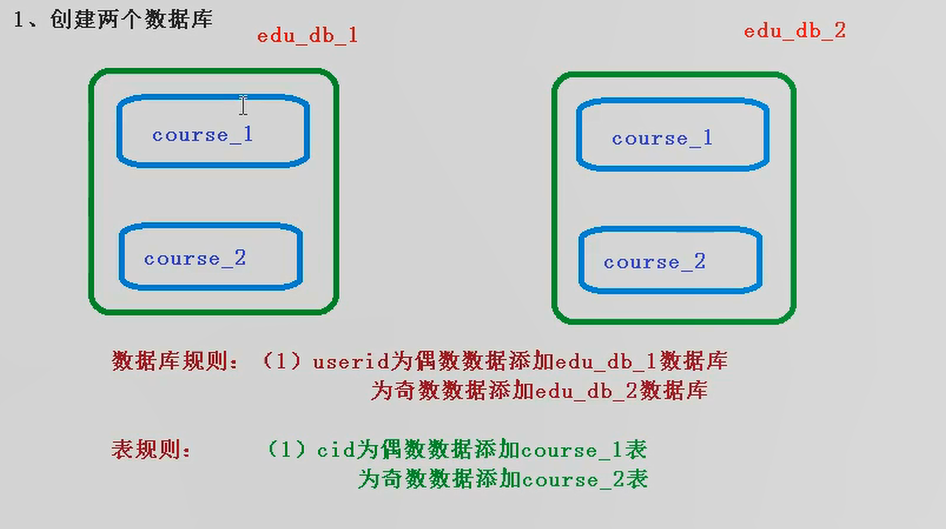 1、创建两个数据库
edu_db_1
edu_db_2
course_1
course_1
course_2
course_2
数据库规则：（1）userid为偶数数据添加edu_db_1数据库
为奇数数据添加edu_db_2数据库
表规则：（1）cid为偶数数据添加course_1表
为奇数数据添加course_2表